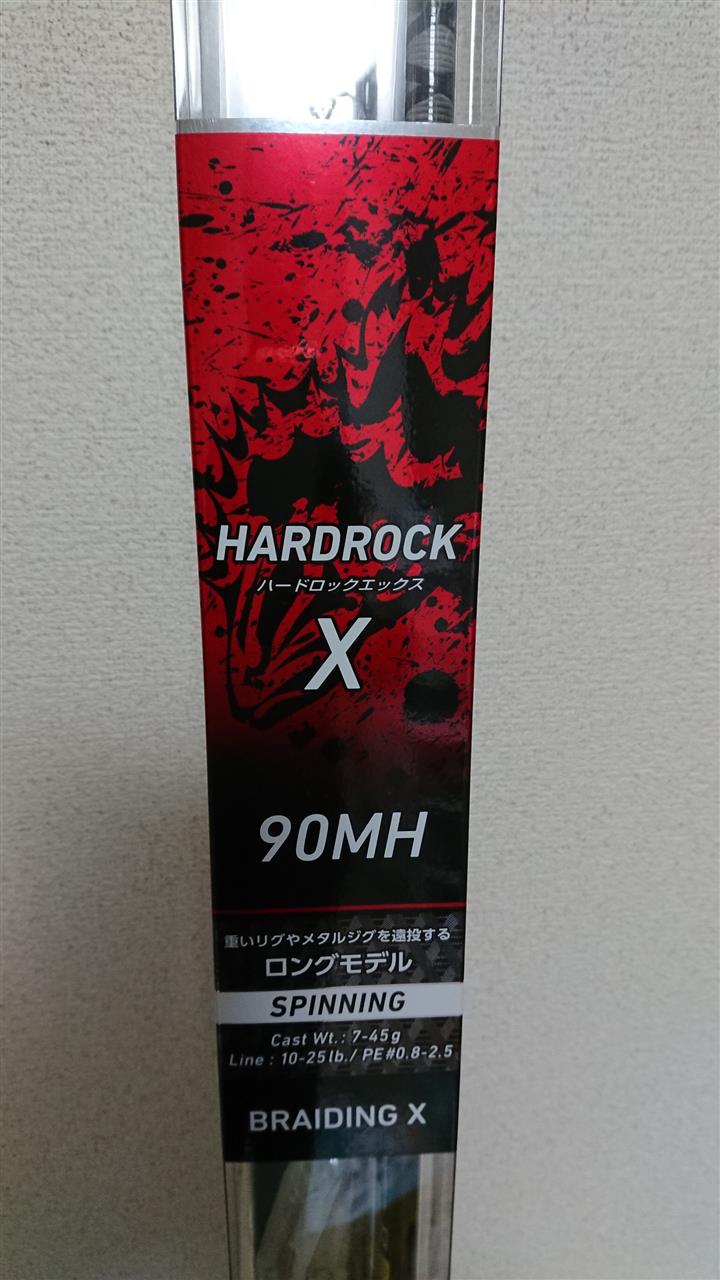 HARDROCK
ハードロックエックス
X
90MH
重いリグやメタルジグを遠投する
ロングモデル
SPINNING
Cast Wt.: 7-45g
Line : 10-25lb./ PE#0.8-2.5
BRAIDING X